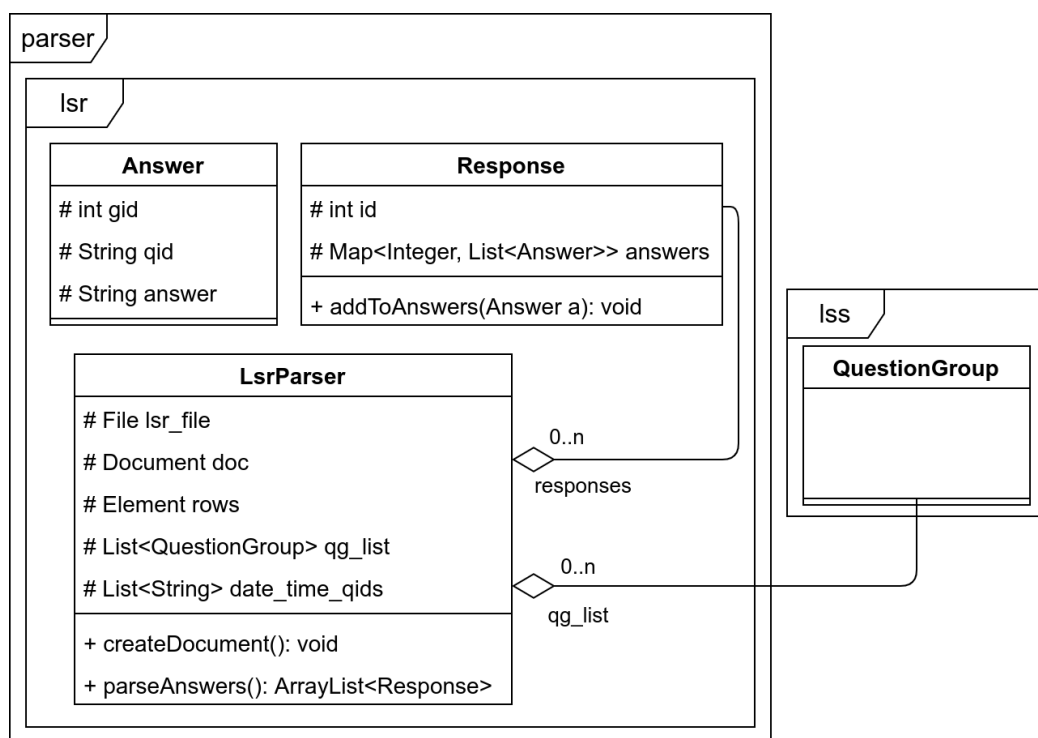 parser
lsr
Answer
# int gid
# String qid
# String answer
Response
# int id
# Map<Integer, List<Answer>> answers
+ addToAnswers(Answer a): void
LsrParser
# File lsr_file
# Document doc
# Element rows
# List<QuestionGroup> qg_list
# List<String> date_time_qids
+ createDocument(): void
+ parseAnswers(): ArrayList<Response>
0..n
responses
0..n
qg_list
lss
QuestionGroup